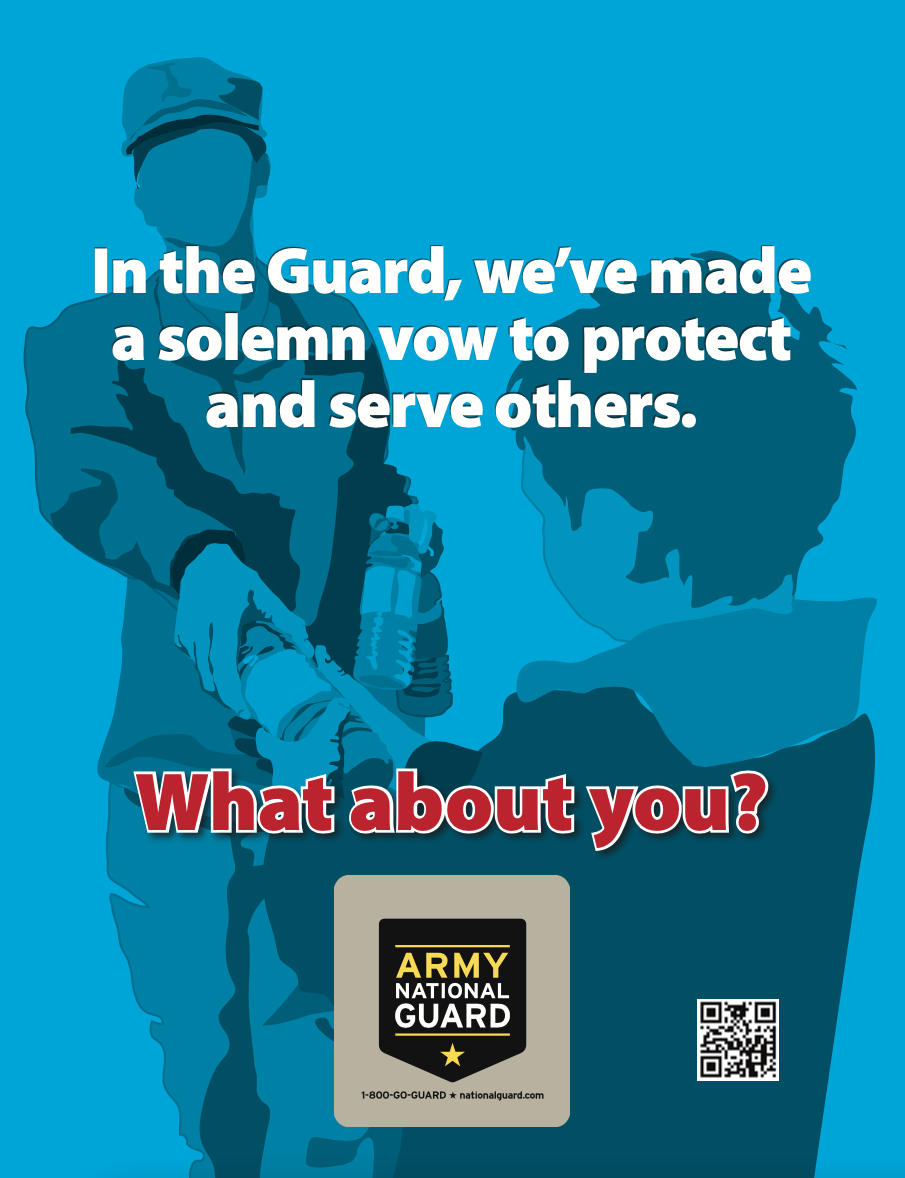 In the Guard, we’ve made
a solemn vow to protect
and serve others.
What about you?
ARMY
NATIONAL
GUARD
1-800-GO-GUARD ★ nationalguard.com